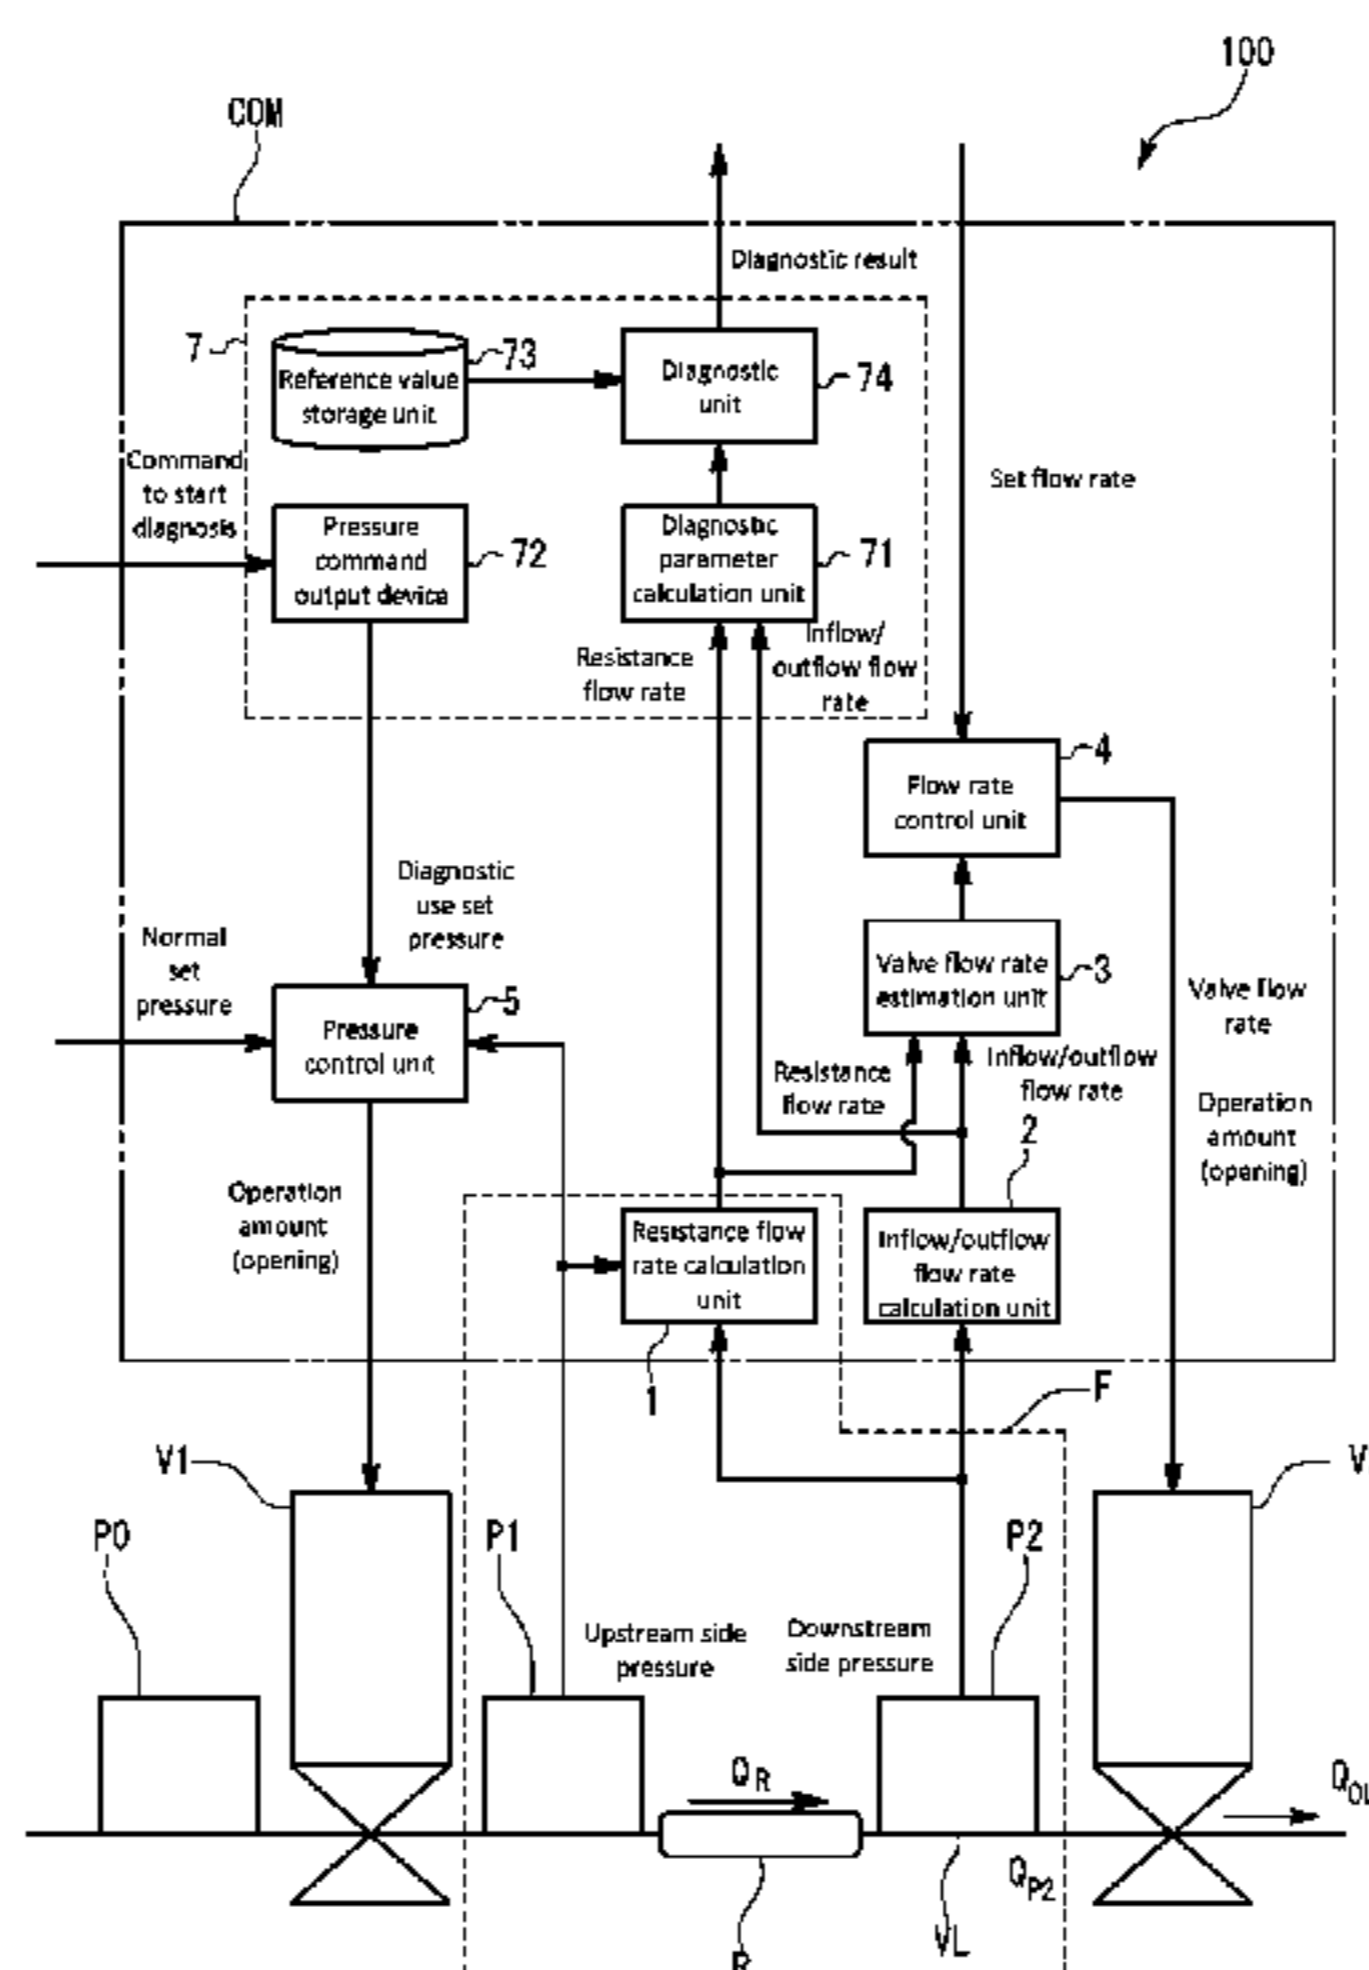 100
COM
Diagnostic result
7
73
Reference value
storage unit
Diagnostic
unit
74
Command
to start
diagnosis
Set flow rate
Pressure
command
output device
72
Diagnostic
parameter
calculation unit
71
Resistance
flow rate
Inflow/
outflow flow
rate
4
Flow rate
control unit
Diagnostic
use set
pressure
Normal
set
pressure
5
Pressure
control unit
Valve flow rate
estimation unit
3
Valve flow
rate
Resistance
flow rate
Inflow/outflow
flow rate
2
Operation
amount
(opening)
Operation
amount
(opening)
Resistance flow
rate calculation
unit
Inflow/outflow
flow rate
calculation unit
1
F
V1
P0
P1
P2
V
Upstream side
pressure
Downstream
side pressure
QR
QP2
VL
R